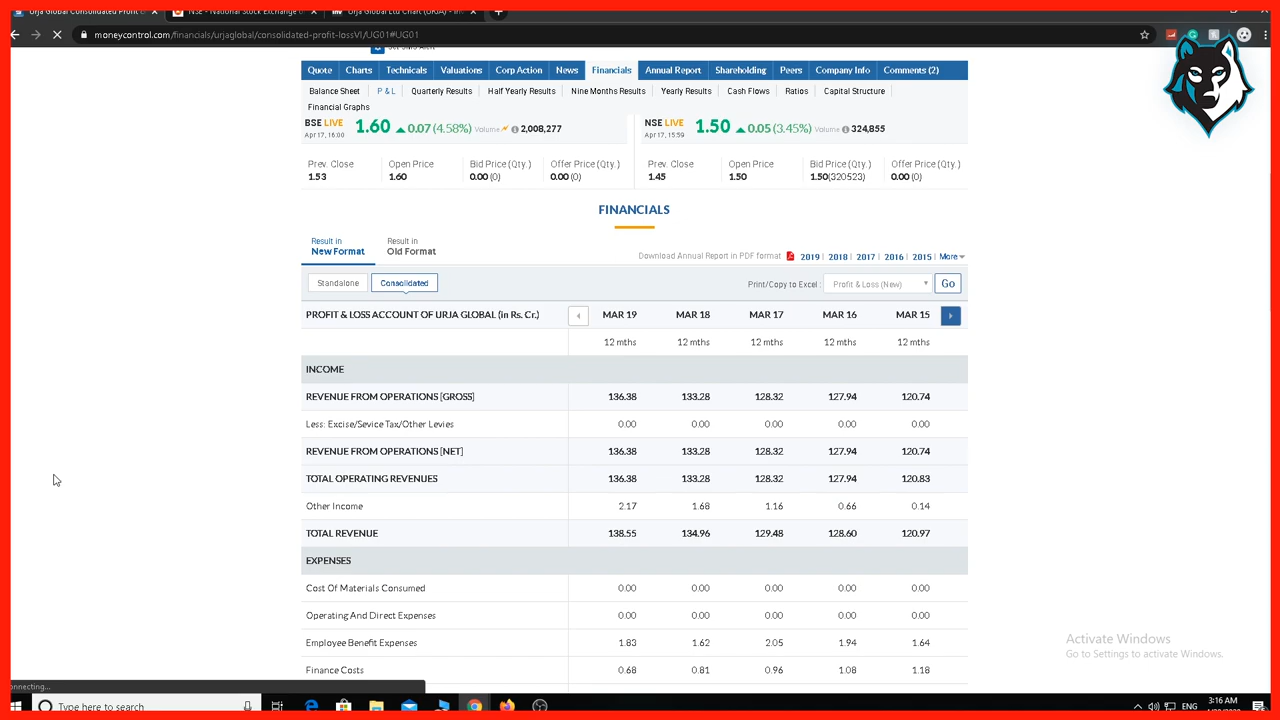 Urja Global Consolidated Profit &
NSE - National Stock Exchange of
Urja Global Ltd Chart (URJA) - In
moneycontrol.com/financials/urjaglobal/consolidated-profit-lossVI/UG01#UG01
Quote Charts Technicals Valuations Corp Action News Financials Annual Report Shareholding Peers Company Info Comments (2)
Balance Sheet P & L Quarterly Results Half Yearly Results Nine Months Results Yearly Results Cash Flows Ratios Capital Structure
Financial Graphs
BSE LIVE 1.60 0.07 (4.58%) Volume 2,008,277 NSE LIVE 1.50 0.05 (3.45%) Volume 324,855
Apr 17, 16:00 Apr 17, 15:59
Prev. Close Open Price Bid Price (Qty.) Offer Price (Qty.) Prev. Close Open Price Bid Price (Qty.) Offer Price (Qty.)
1.53 1.60 0.00 (0) 0.00 (0) 1.45 1.50 1.50(320523) 0.00 (0)
FINANCIALS
Result in Result in
New Format Old Format
Download Annual Report in PDF format 2019 | 2018 | 2017 | 2016 | 2015 | More
Standalone Consolidated Print/Copy to Excel : Profit & Loss (New) Go
PROFIT & LOSS ACCOUNT OF URJA GLOBAL (in Rs. Cr.) MAR 19 MAR 18 MAR 17 MAR 16 MAR 15
12 mths 12 mths 12 mths 12 mths 12 mths
INCOME
REVENUE FROM OPERATIONS [GROSS] 136.38 133.28 128.32 127.94 120.74
Less: Excise/Sevice Tax/Other Levies 0.00 0.00 0.00 0.00 0.00
REVENUE FROM OPERATIONS [NET] 136.38 133.28 128.32 127.94 120.74
TOTAL OPERATING REVENUES 136.38 133.28 128.32 127.94 120.83
Other Income 2.17 1.68 1.16 0.66 0.14
TOTAL REVENUE 138.55 134.96 129.48 128.60 120.97
EXPENSES
Cost Of Materials Consumed 0.00 0.00 0.00 0.00 0.00
Operating And Direct Expenses 0.00 0.00 0.00 0.00 0.00
Employee Benefit Expenses 1.83 1.62 2.05 1.94 1.64
Finance Costs 0.68 0.81 0.96 1.08 1.18
Activate Windows
Go to Settings to activate Windows.
onnecting...
Type here to search
ENG
3:16 AM